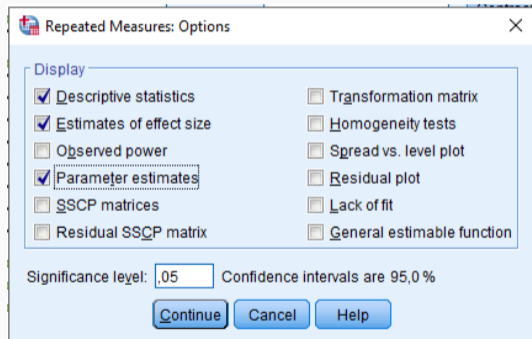 Repeated Measures: Options
Display
Descriptive statistics
Estimates of effect size
Observed power
Parameter estimates
SSCP matrices
Residual SSCP matrix
Transformation matrix
Homogeneity tests
Spread vs. level plot
Residual plot
Lack of fit
General estimable function
Significance level: ,05 Confidence intervals are 95,0 %
Continue Cancel Help